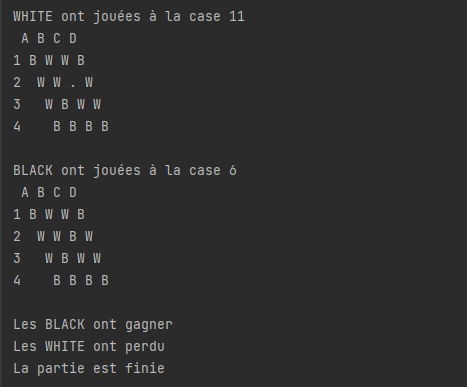 WHITE ont jouées à la case 11
A B C D
1 B W W B
2 W W . W
3 W B W W
4 B B B B
BLACK ont jouées à la case 6
A B C D
1 B W W B
2 W W B W
3 W B W W
4 B B B B
Les BLACK ont gagner
Les WHITE ont perdu
La partie est finie